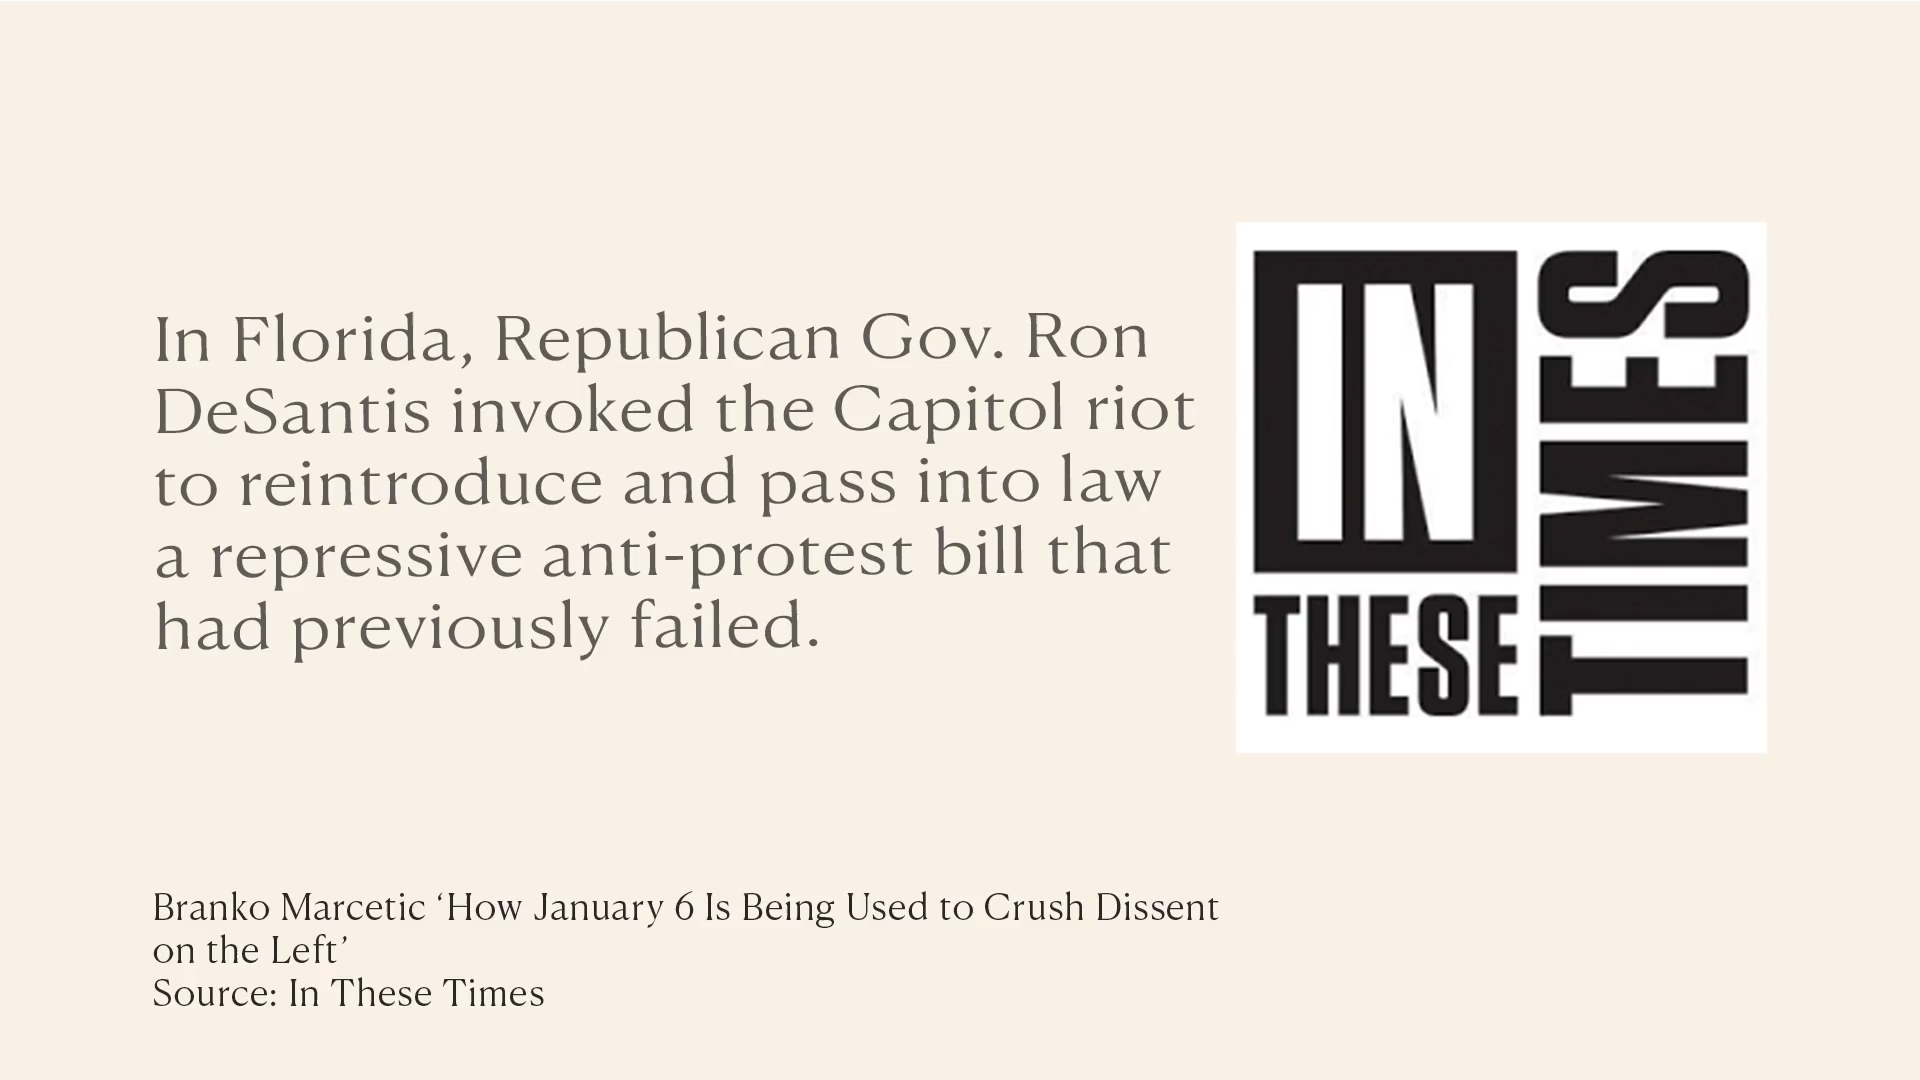 In Florida, Republican Gov. Ron
DeSantis invoked the Capitol riot
to reintroduce and pass into law
a repressive anti-protest bill that
had previously failed.
IN
THESE
TIMES
Branko Marcetic ‘How January 6 Is Being Used to Crush Dissent
on the Left’
Source: In These Times